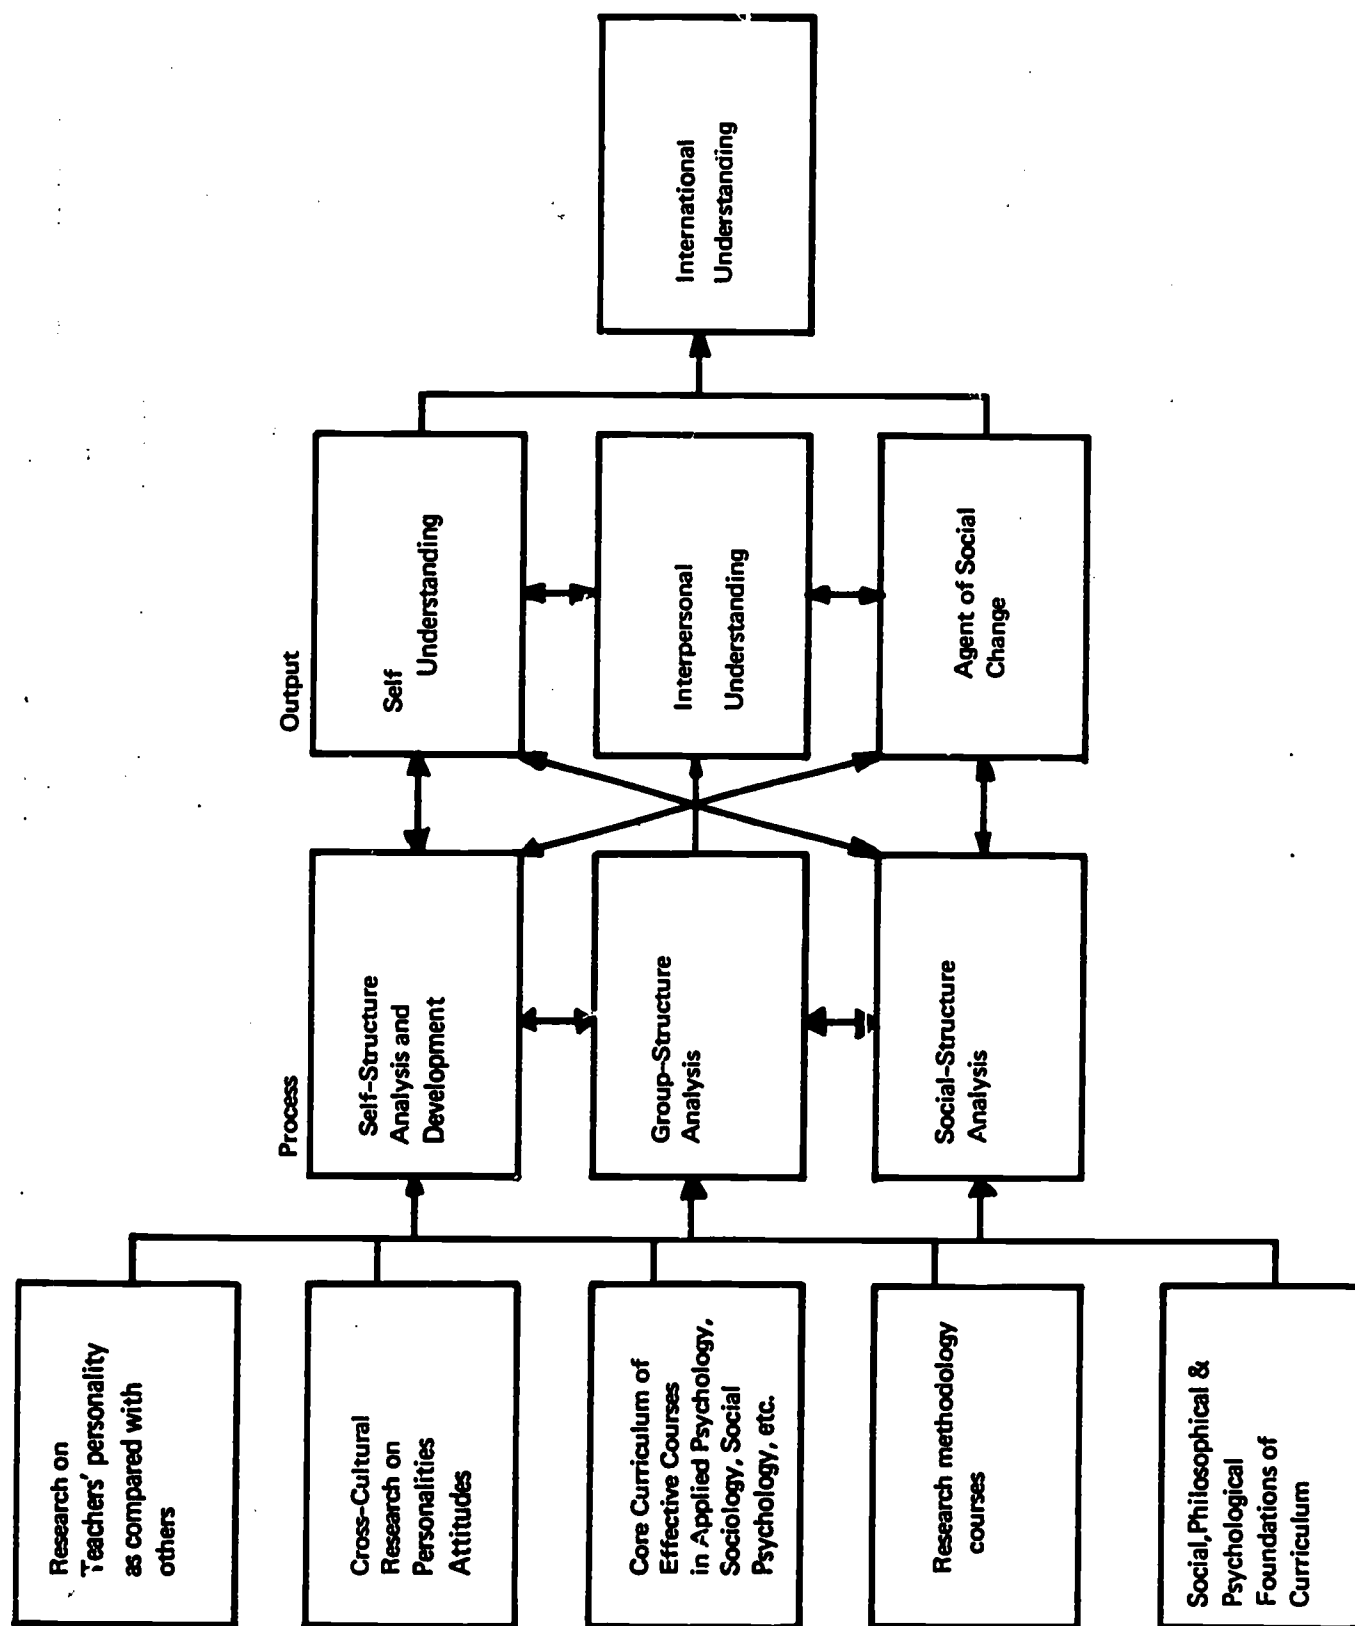 Research on
Teachers' personality
as compared with
others
Cross-Cultural
Research on
Personalities
Attitudes
Core Curriculum of
Effective Courses
in Applied Psychology,
Sociology, Social
Psychology, etc.
Research methodology
courses
Social, Philosophical &
Psychological
Foundations of
Curriculum
Process
Self-Structure
Analysis and
Development
Group-Structure
Analysis
Social-Structure
Analysis
Output
Self
Understanding
Interpersonal
Understanding
Agent of Social
Change
International
Understanding